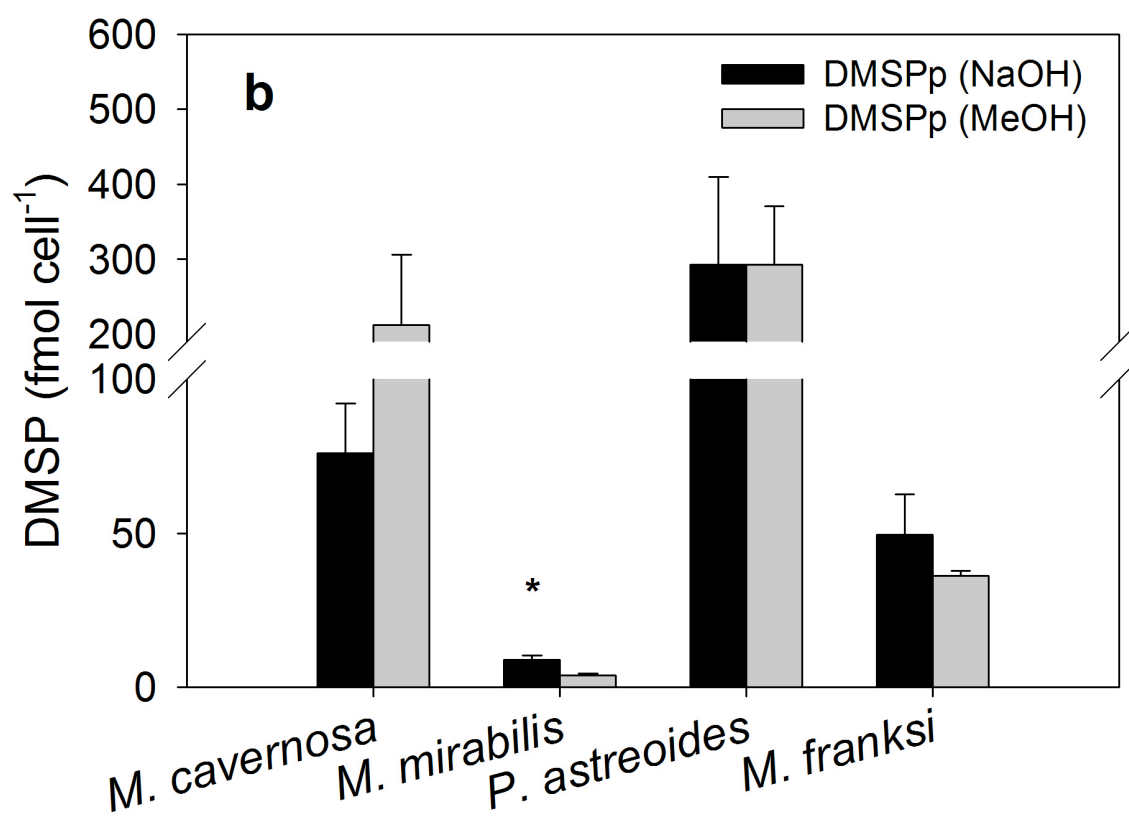 b
DMSPp (NaOH)
DMSPp (MeOH)
DMSP (fmol cell⁻¹)
600
500
400
300
200
100
50
0
*
M. cavernosa
M. mirabilis
P. astreoides
M. franksi